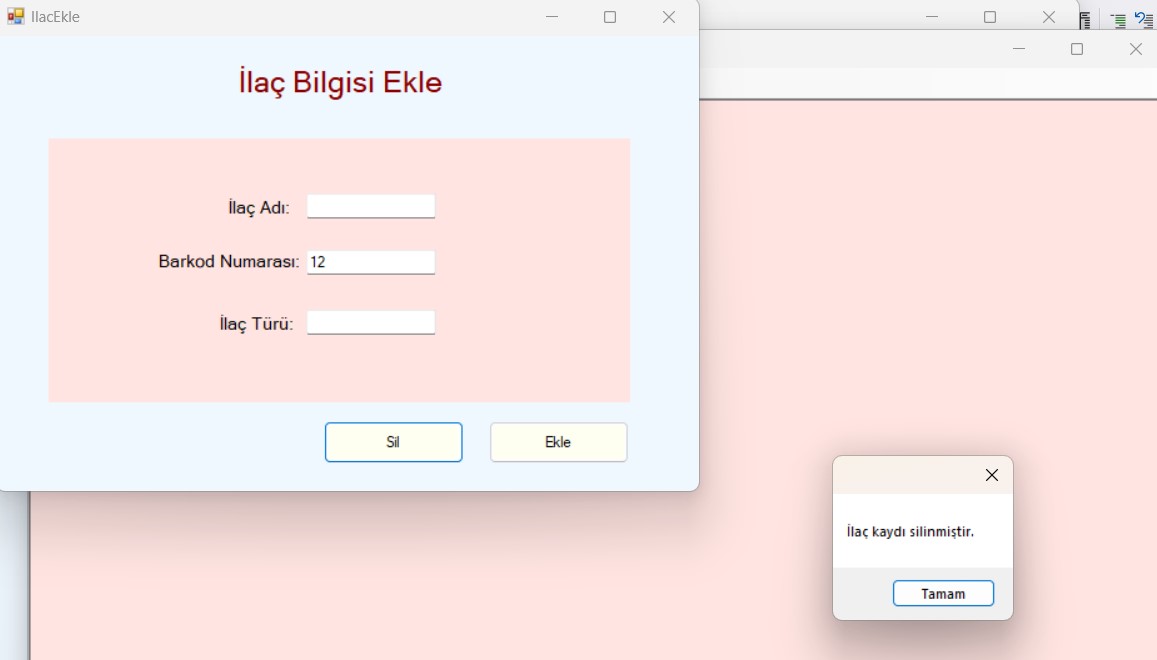 IlacEkle
İlaç Bilgisi Ekle
İlaç Adı:
Barkod Numarası: 12
İlaç Türü:
Sil Ekle
İlaç kaydı silinmiştir.
Tamam